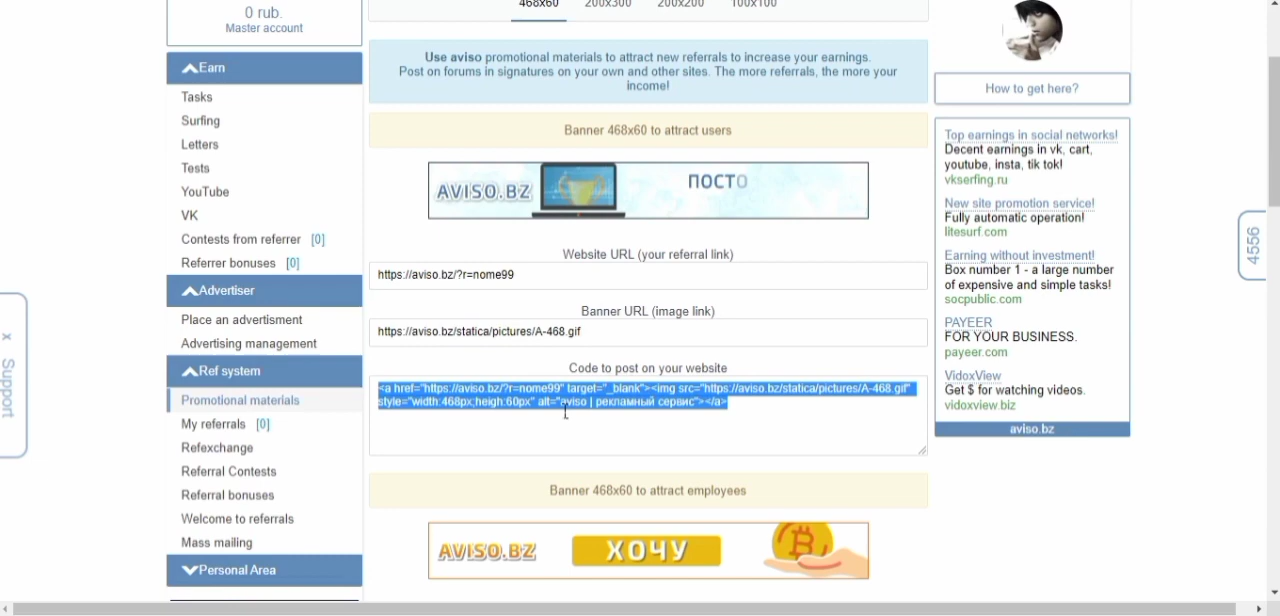 0 rub.
Master account
Earn
Tasks
Surfing
Letters
Tests
YouTube
VK
Contests from referrer [0]
Referrer bonuses [0]
Advertiser
Place an advertisment
Advertising management
Ref system
Promotional materials
My referrals [0]
Refexchange
Referral Contests
Referral bonuses
Welcome to referrals
Mass mailing
Personal Area
x Support
468x60 200x300 200x200 100x100
Use aviso promotional materials to attract new referrals to increase your earnings.
Post on forums in signatures on your own and other sites. The more referrals, the more your
income!
Banner 468x60 to attract users
AVISO.BZ ПОСТО
Website URL (your referral link)
https://aviso.bz/?r=nome99
Banner URL (image link)
https://aviso.bz/statica/pictures/A-468.gif
Code to post on your website
<a href="https://aviso.bz/?r=nome99" target="_blank"><img src="https://aviso.bz/statica/pictures/A-468.gif"
style="width:468px;heigh:60px" alt="aviso | рекламный сервис"></a>
Banner 468x60 to attract employees
AVISO.BZ ХОЧУ
How to get here?
Top earnings in social networks!
Decent earnings in vk, cart,
youtube, insta, tik tok!
vkserfing.ru
New site promotion service!
Fully automatic operation!
litesurf.com
Earning without investment!
Box number 1 - a large number
of expensive and simple tasks!
socpublic.com
PAYEER
FOR YOUR BUSINESS.
payeer.com
VidoxView
Get $ for watching videos.
vidoxview.biz
aviso.bz
4556